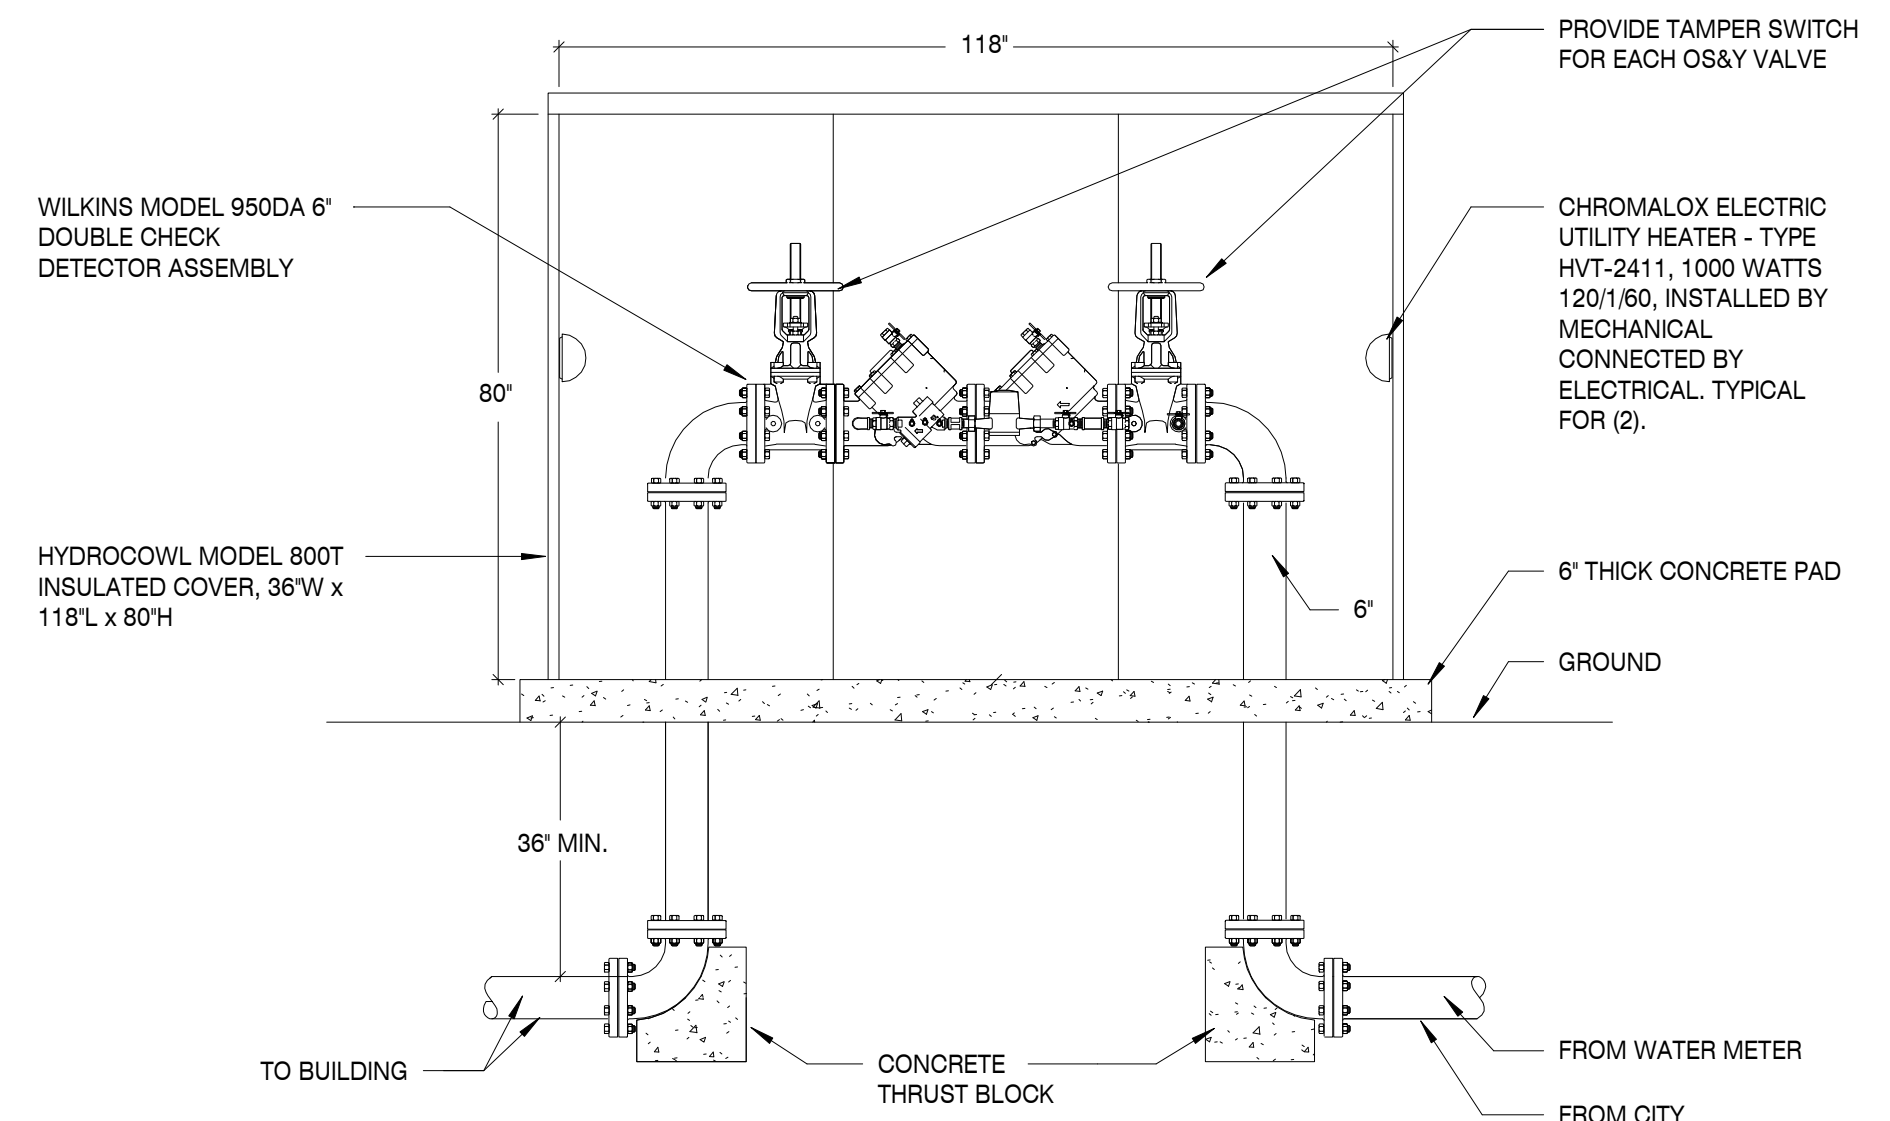 118"
PROVIDE TAMPER SWITCH
FOR EACH OS&Y VALVE
WILKINS MODEL 950DA 6"
DOUBLE CHECK
DETECTOR ASSEMBLY
CHROMALOX ELECTRIC
UTILITY HEATER - TYPE
HVT-2411, 1000 WATTS
120/1/60, INSTALLED BY
MECHANICAL
CONNECTED BY
ELECTRICAL. TYPICAL
FOR (2).
80"
HYDROCOWL MODEL 800T
INSULATED COVER, 36"W x
118"L x 80"H
6" THICK CONCRETE PAD
6"
GROUND
36" MIN.
TO BUILDING
CONCRETE
THRUST BLOCK
FROM WATER METER
FROM CITY